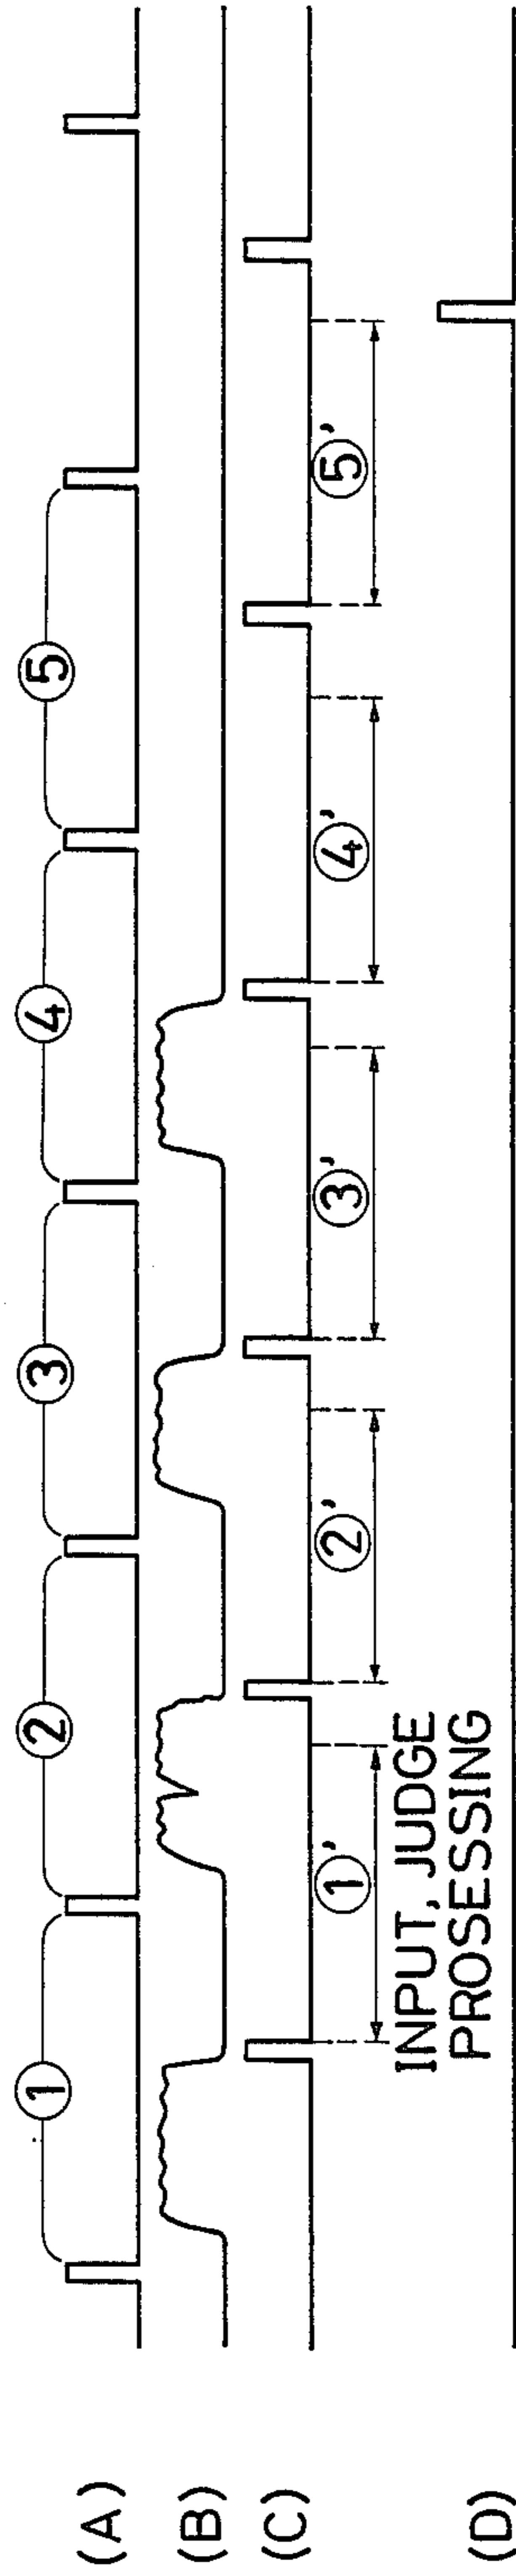 (A)
① ② ③ ④ ⑤
(B)
(C)
①' ②' ③' ④' ⑤'
INPUT, JUDGE
PROSESSING
(D)